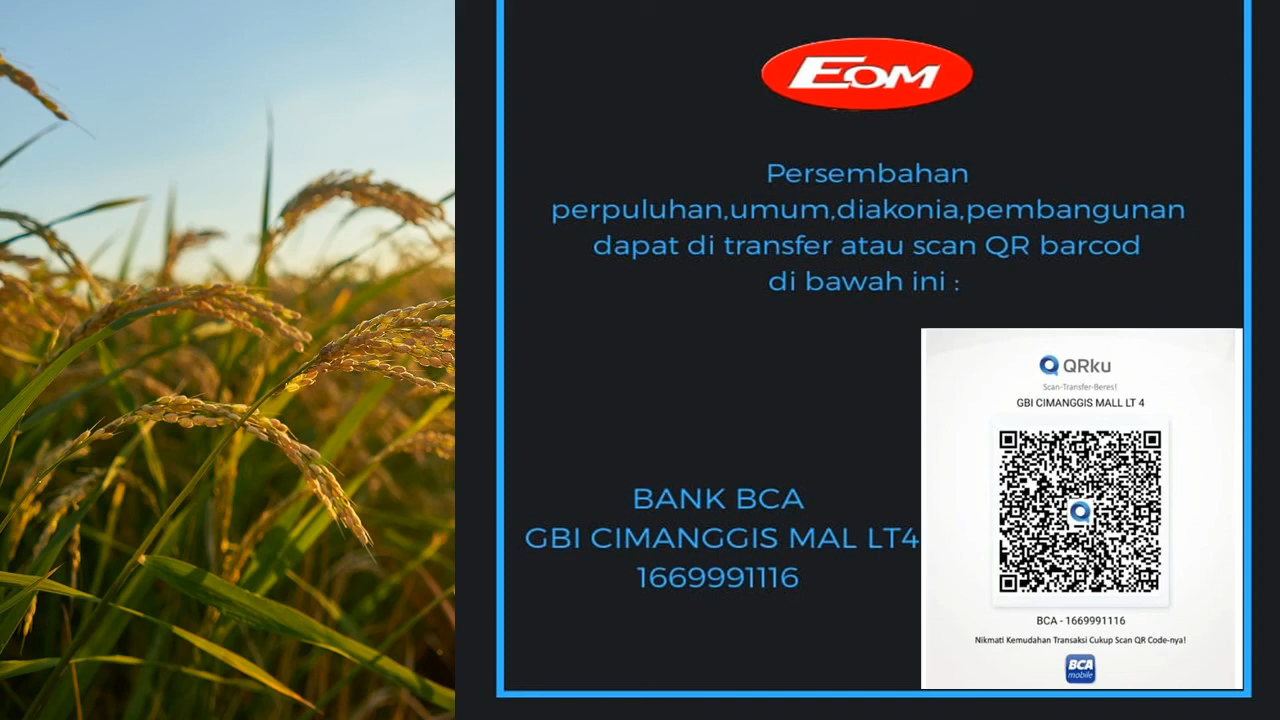 EOM
Persembahan
perpuluhan,umum,diakonia,pembangunan
dapat di transfer atau scan QR barcod
di bawah ini :
BANK BCA
GBI CIMANGGIS MAL LT4
1669991116
QRku
Scan-Transfer-Beres!
GBI CIMANGGIS MALL LT 4
BCA - 1669991116
Nikmati Kemudahan Transaksi Cukup Scan QR Code-nya!
BCA
mobile